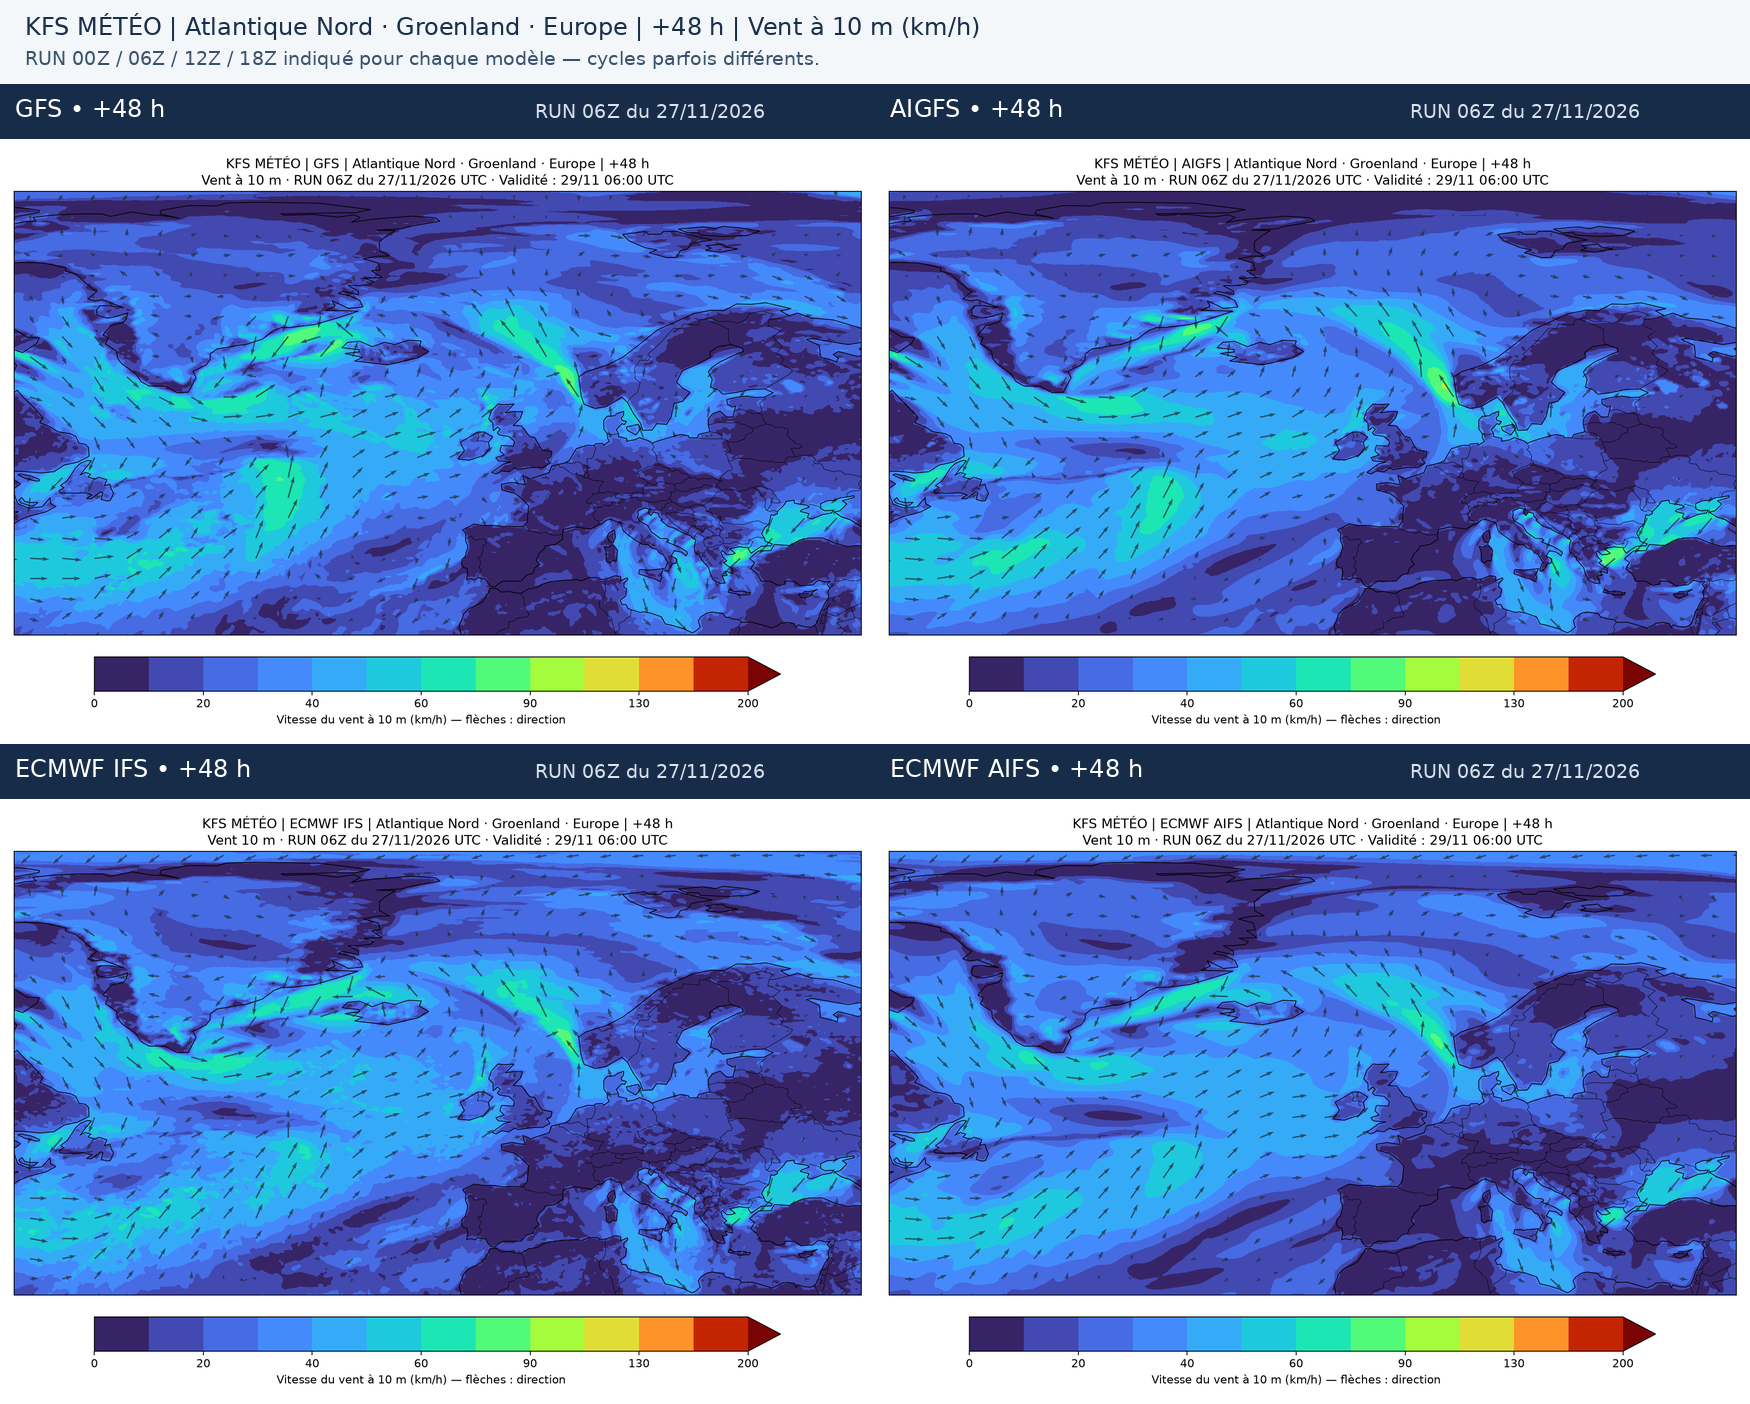 KFS MÉTÉO | Atlantique Nord · Groenland · Europe | +48 h | Vent à 10 m (km/h)
RUN 00Z / 06Z / 12Z / 18Z indiqué pour chaque modèle — cycles parfois différents.
GFS • +48 h
RUN 06Z du 27/11/2026
AIGFS • +48 h
RUN 06Z du 27/11/2026
KFS MÉTÉO | GFS | Atlantique Nord · Groenland · Europe | +48 h
Vent à 10 m · RUN 06Z du 27/11/2026 UTC · Validité : 29/11 06:00 UTC
KFS MÉTÉO | AIGFS | Atlantique Nord · Groenland · Europe | +48 h
Vent à 10 m · RUN 06Z du 27/11/2026 UTC · Validité : 29/11 06:00 UTC
0 20 40 60 90 130 200
Vitesse du vent à 10 m (km/h) — flèches : direction
0 20 40 60 90 130 200
Vitesse du vent à 10 m (km/h) — flèches : direction
ECMWF IFS • +48 h
RUN 06Z du 27/11/2026
ECMWF AIFS • +48 h
RUN 06Z du 27/11/2026
KFS MÉTÉO | ECMWF IFS | Atlantique Nord · Groenland · Europe | +48 h
Vent 10 m · RUN 06Z du 27/11/2026 UTC · Validité : 29/11 06:00 UTC
KFS MÉTÉO | ECMWF AIFS | Atlantique Nord · Groenland · Europe | +48 h
Vent 10 m · RUN 06Z du 27/11/2026 UTC · Validité : 29/11 06:00 UTC
0 20 40 60 90 130 200
Vitesse du vent à 10 m (km/h) — flèches : direction
0 20 40 60 90 130 200
Vitesse du vent à 10 m (km/h) — flèches : direction